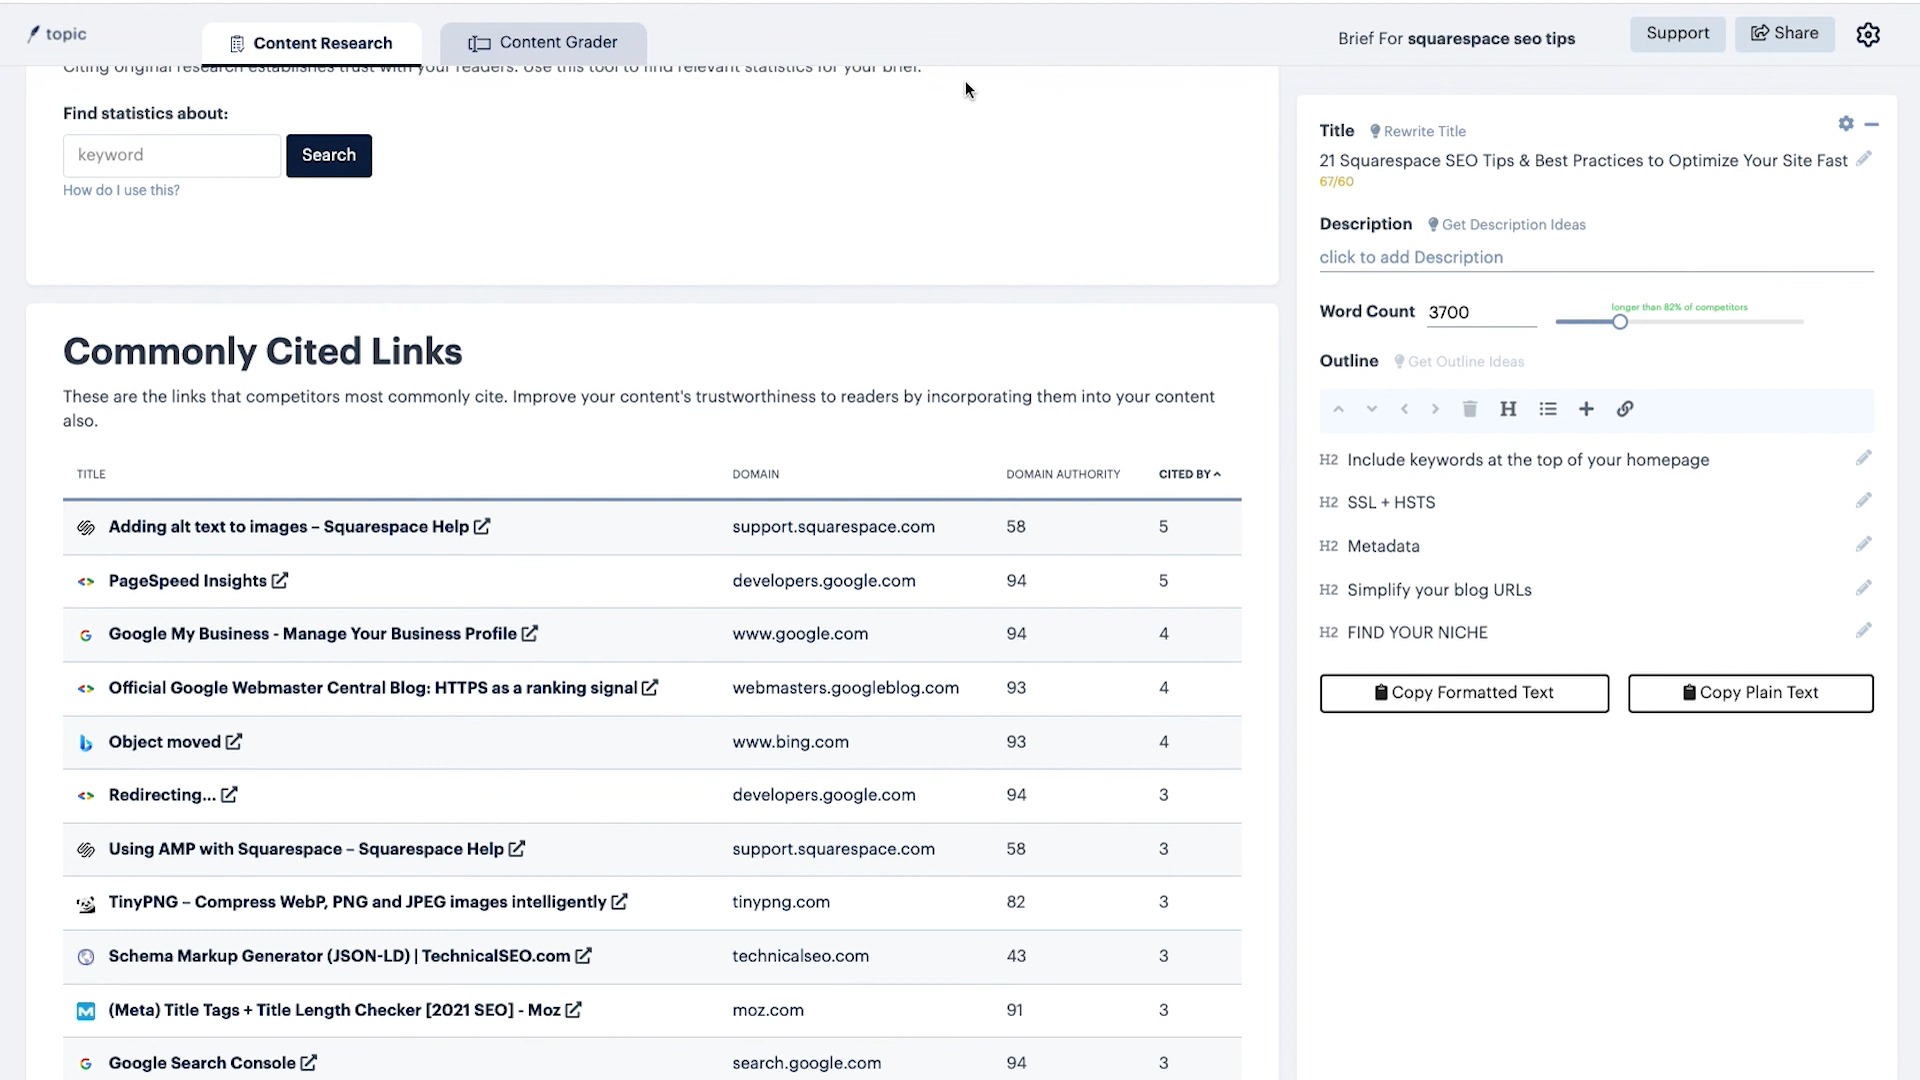 topic
Content Research
Content Grader
Brief For squarespace seo tips
Support
Share
Citing original research establishes trust with your readers. Use this tool to find relevant statistics for your brief.
Find statistics about:
keyword
Search
How do I use this?
Commonly Cited Links
These are the links that competitors most commonly cite. Improve your content's trustworthiness to readers by incorporating them into your content
also.
TITLE DOMAIN DOMAIN AUTHORITY CITED BY
Adding alt text to images – Squarespace Help support.squarespace.com 58 5
PageSpeed Insights developers.google.com 94 5
Google My Business - Manage Your Business Profile www.google.com 94 4
Official Google Webmaster Central Blog: HTTPS as a ranking signal webmasters.googleblog.com 93 4
Object moved www.bing.com 93 4
Redirecting... developers.google.com 94 3
Using AMP with Squarespace – Squarespace Help support.squarespace.com 58 3
TinyPNG – Compress WebP, PNG and JPEG images intelligently tinypng.com 82 3
Schema Markup Generator (JSON-LD) | TechnicalSEO.com technicalseo.com 43 3
(Meta) Title Tags + Title Length Checker [2021 SEO] - Moz moz.com 91 3
Google Search Console search.google.com 94 3
Title Rewrite Title
21 Squarespace SEO Tips & Best Practices to Optimize Your Site Fast
67/60
Description Get Description Ideas
click to add Description
longer than 82% of competitors
Word Count 3700
Outline Get Outline Ideas
H
H2 Include keywords at the top of your homepage
H2 SSL + HSTS
H2 Metadata
H2 Simplify your blog URLs
H2 FIND YOUR NICHE
Copy Formatted Text
Copy Plain Text